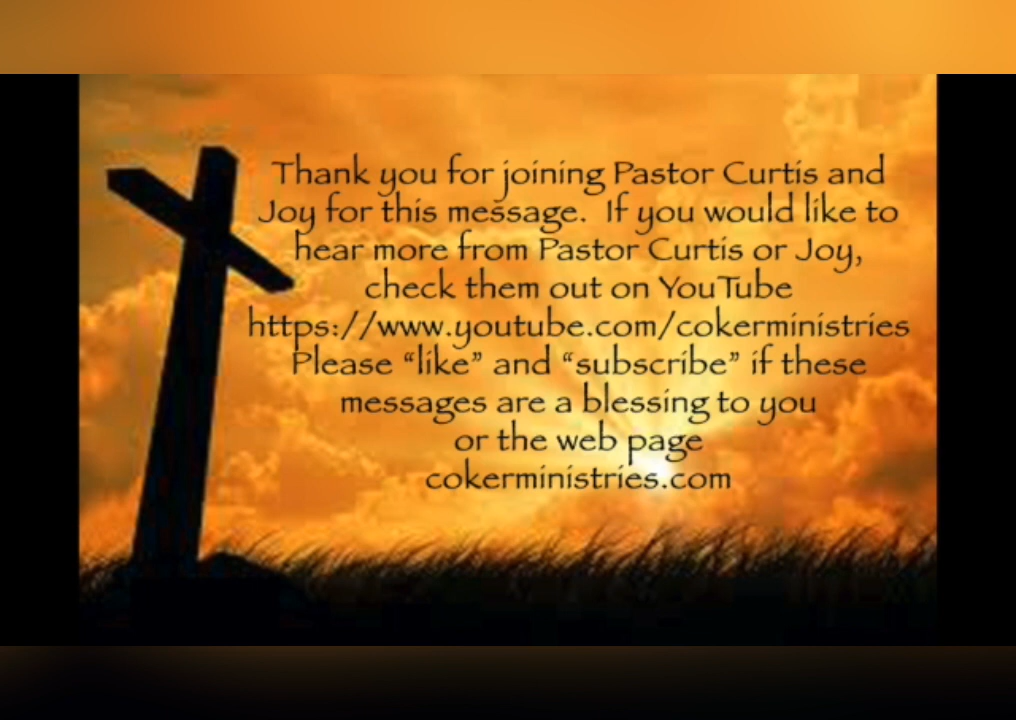 Thank you for joining Pastor Curtis and
Joy for this message. If you would like to
hear more from Pastor Curtis or Joy,
check them out on YouTube
https://www.youtube.com/cokerministries
Please “like” and “subscribe” if these
messages are a blessing to you
or the web page
cokerministries.com